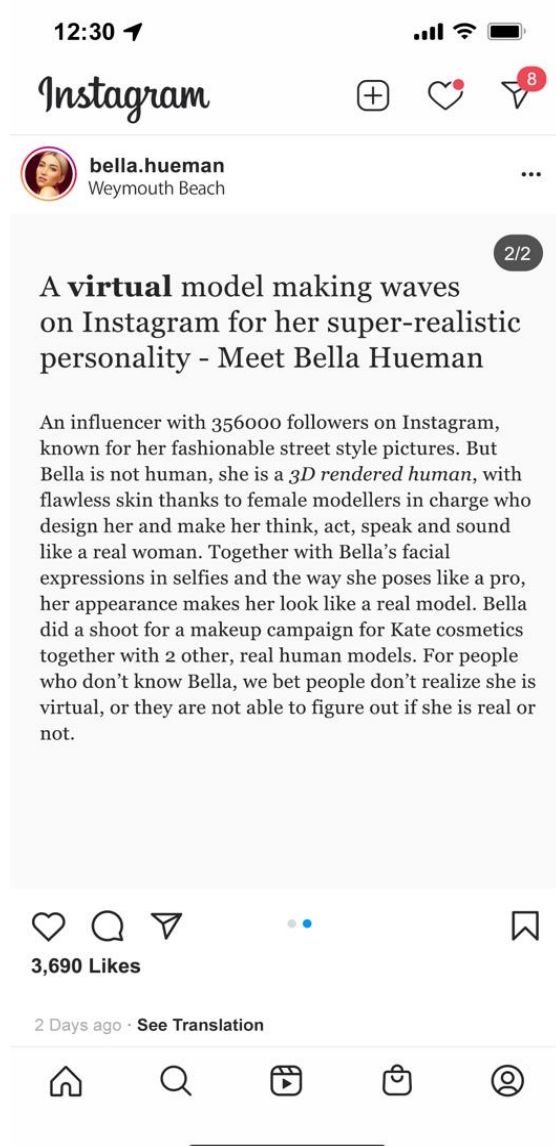 12:30
Instagram
8
bella.hueman
Weymouth Beach
2/2
A virtual model making waves
on Instagram for her super-realistic
personality - Meet Bella Hueman
An influencer with 356000 followers on Instagram,
known for her fashionable street style pictures. But
Bella is not human, she is a 3D rendered human, with
flawless skin thanks to female modellers in charge who
design her and make her think, act, speak and sound
like a real woman. Together with Bella’s facial
expressions in selfies and the way she poses like a pro,
her appearance makes her look like a real model. Bella
did a shoot for a makeup campaign for Kate cosmetics
together with 2 other, real human models. For people
who don’t know Bella, we bet people don’t realize she is
virtual, or they are not able to figure out if she is real or
not.
3,690 Likes
2 Days ago · See Translation